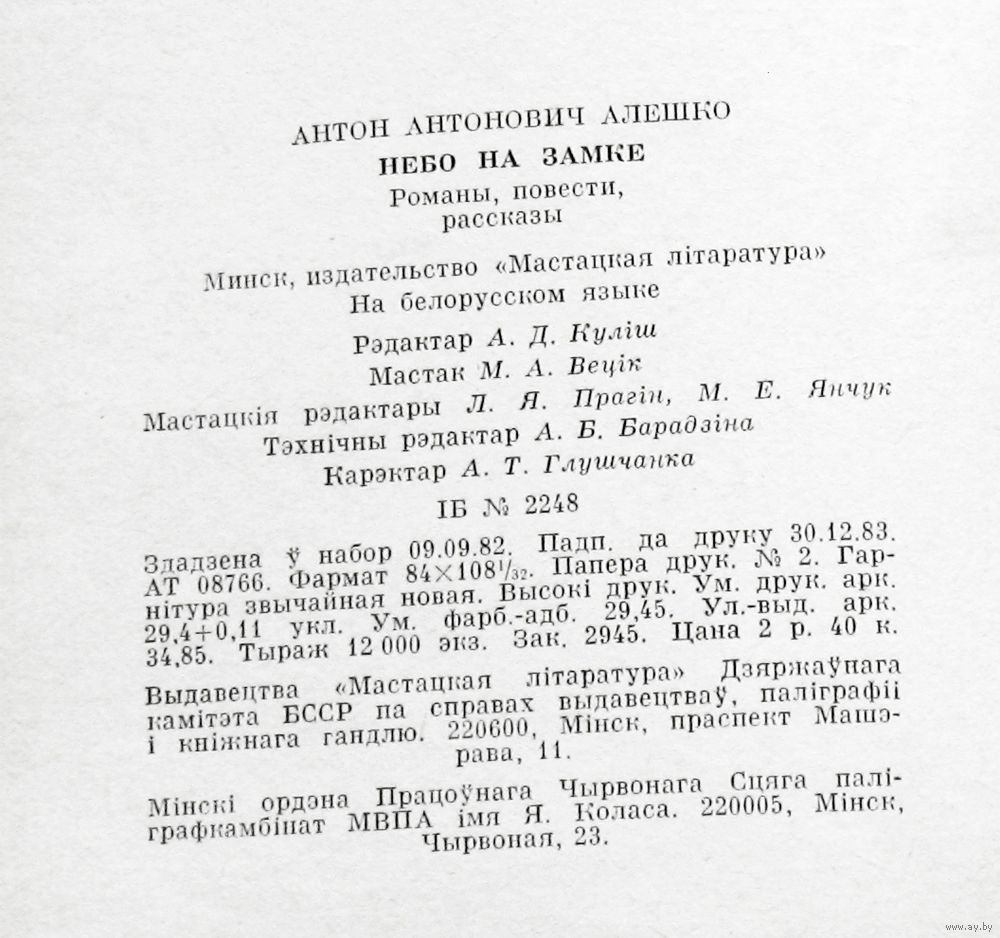 АНТОН АНТОНОВИЧ АЛЕШКО
НЕБО НА ЗАМКЕ
Романы, повести,
рассказы
Минск, издательство «Мастацкая літаратура»
На белорусском языке
Рэдактар А. Д. Куліш
Мастак М. А. Вецік
Мастацкія рэдактары Л. Я. Прагін, М. Е. Янчук
Тэхнічны рэдактар А. Б. Барадзіна
Карэктар А. Т. Глушчанка
ІБ № 2248
Здадзена ў набор 09.09.82. Падп. да друку 30.12.83.
АТ 08766. Фармат 84×108¹/₃₂. Папера друк. № 2. Гар-
нітура звычайная новая. Высокі друк. Ум. друк. арк.
29,4+0,11 укл. Ум. фарб.-адб. 29,45. Ул.-выд. арк.
34,85. Тыраж 12 000 экз. Зак. 2945. Цана 2 р. 40 к.
Выдавецтва «Мастацкая літаратура» Дзяржаўнага
камітэта БССР па справах выдавецтваў, паліграфіі
і кніжнага гандлю. 220600, Мінск, праспект Машэ-
рава, 11.
Мінскі ордэна Працоўнага Чырвонага Сцяга палі-
графкамбінат МВПА імя Я. Коласа. 220005, Мінск,
Чырвоная, 23.
www.ay.by